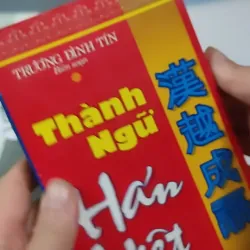 TRƯƠNG ĐÌNH TÍN
Biên soạn
Thành
Ngữ
Hán
漢越成語